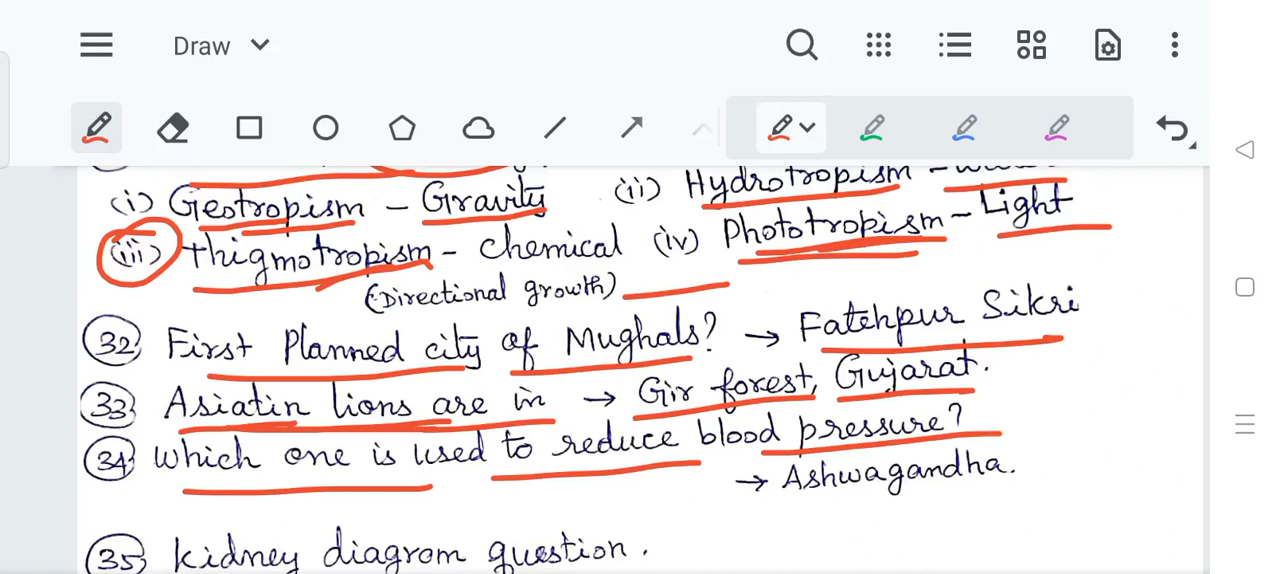 Draw
(i) Geotropism - Gravity (ii) Hydrotropism -
(iii) thigmotropism - chemical (iv) Phototropism - Light
(Directional growth)
32) First Planned city of Mughals? → Fatehpur Sikri
33) Asiatin lions are in → Gir forest, Gujarat.
34) which one is used to reduce blood pressure?
→ Ashwagandha.
35) kidney diagrom question.